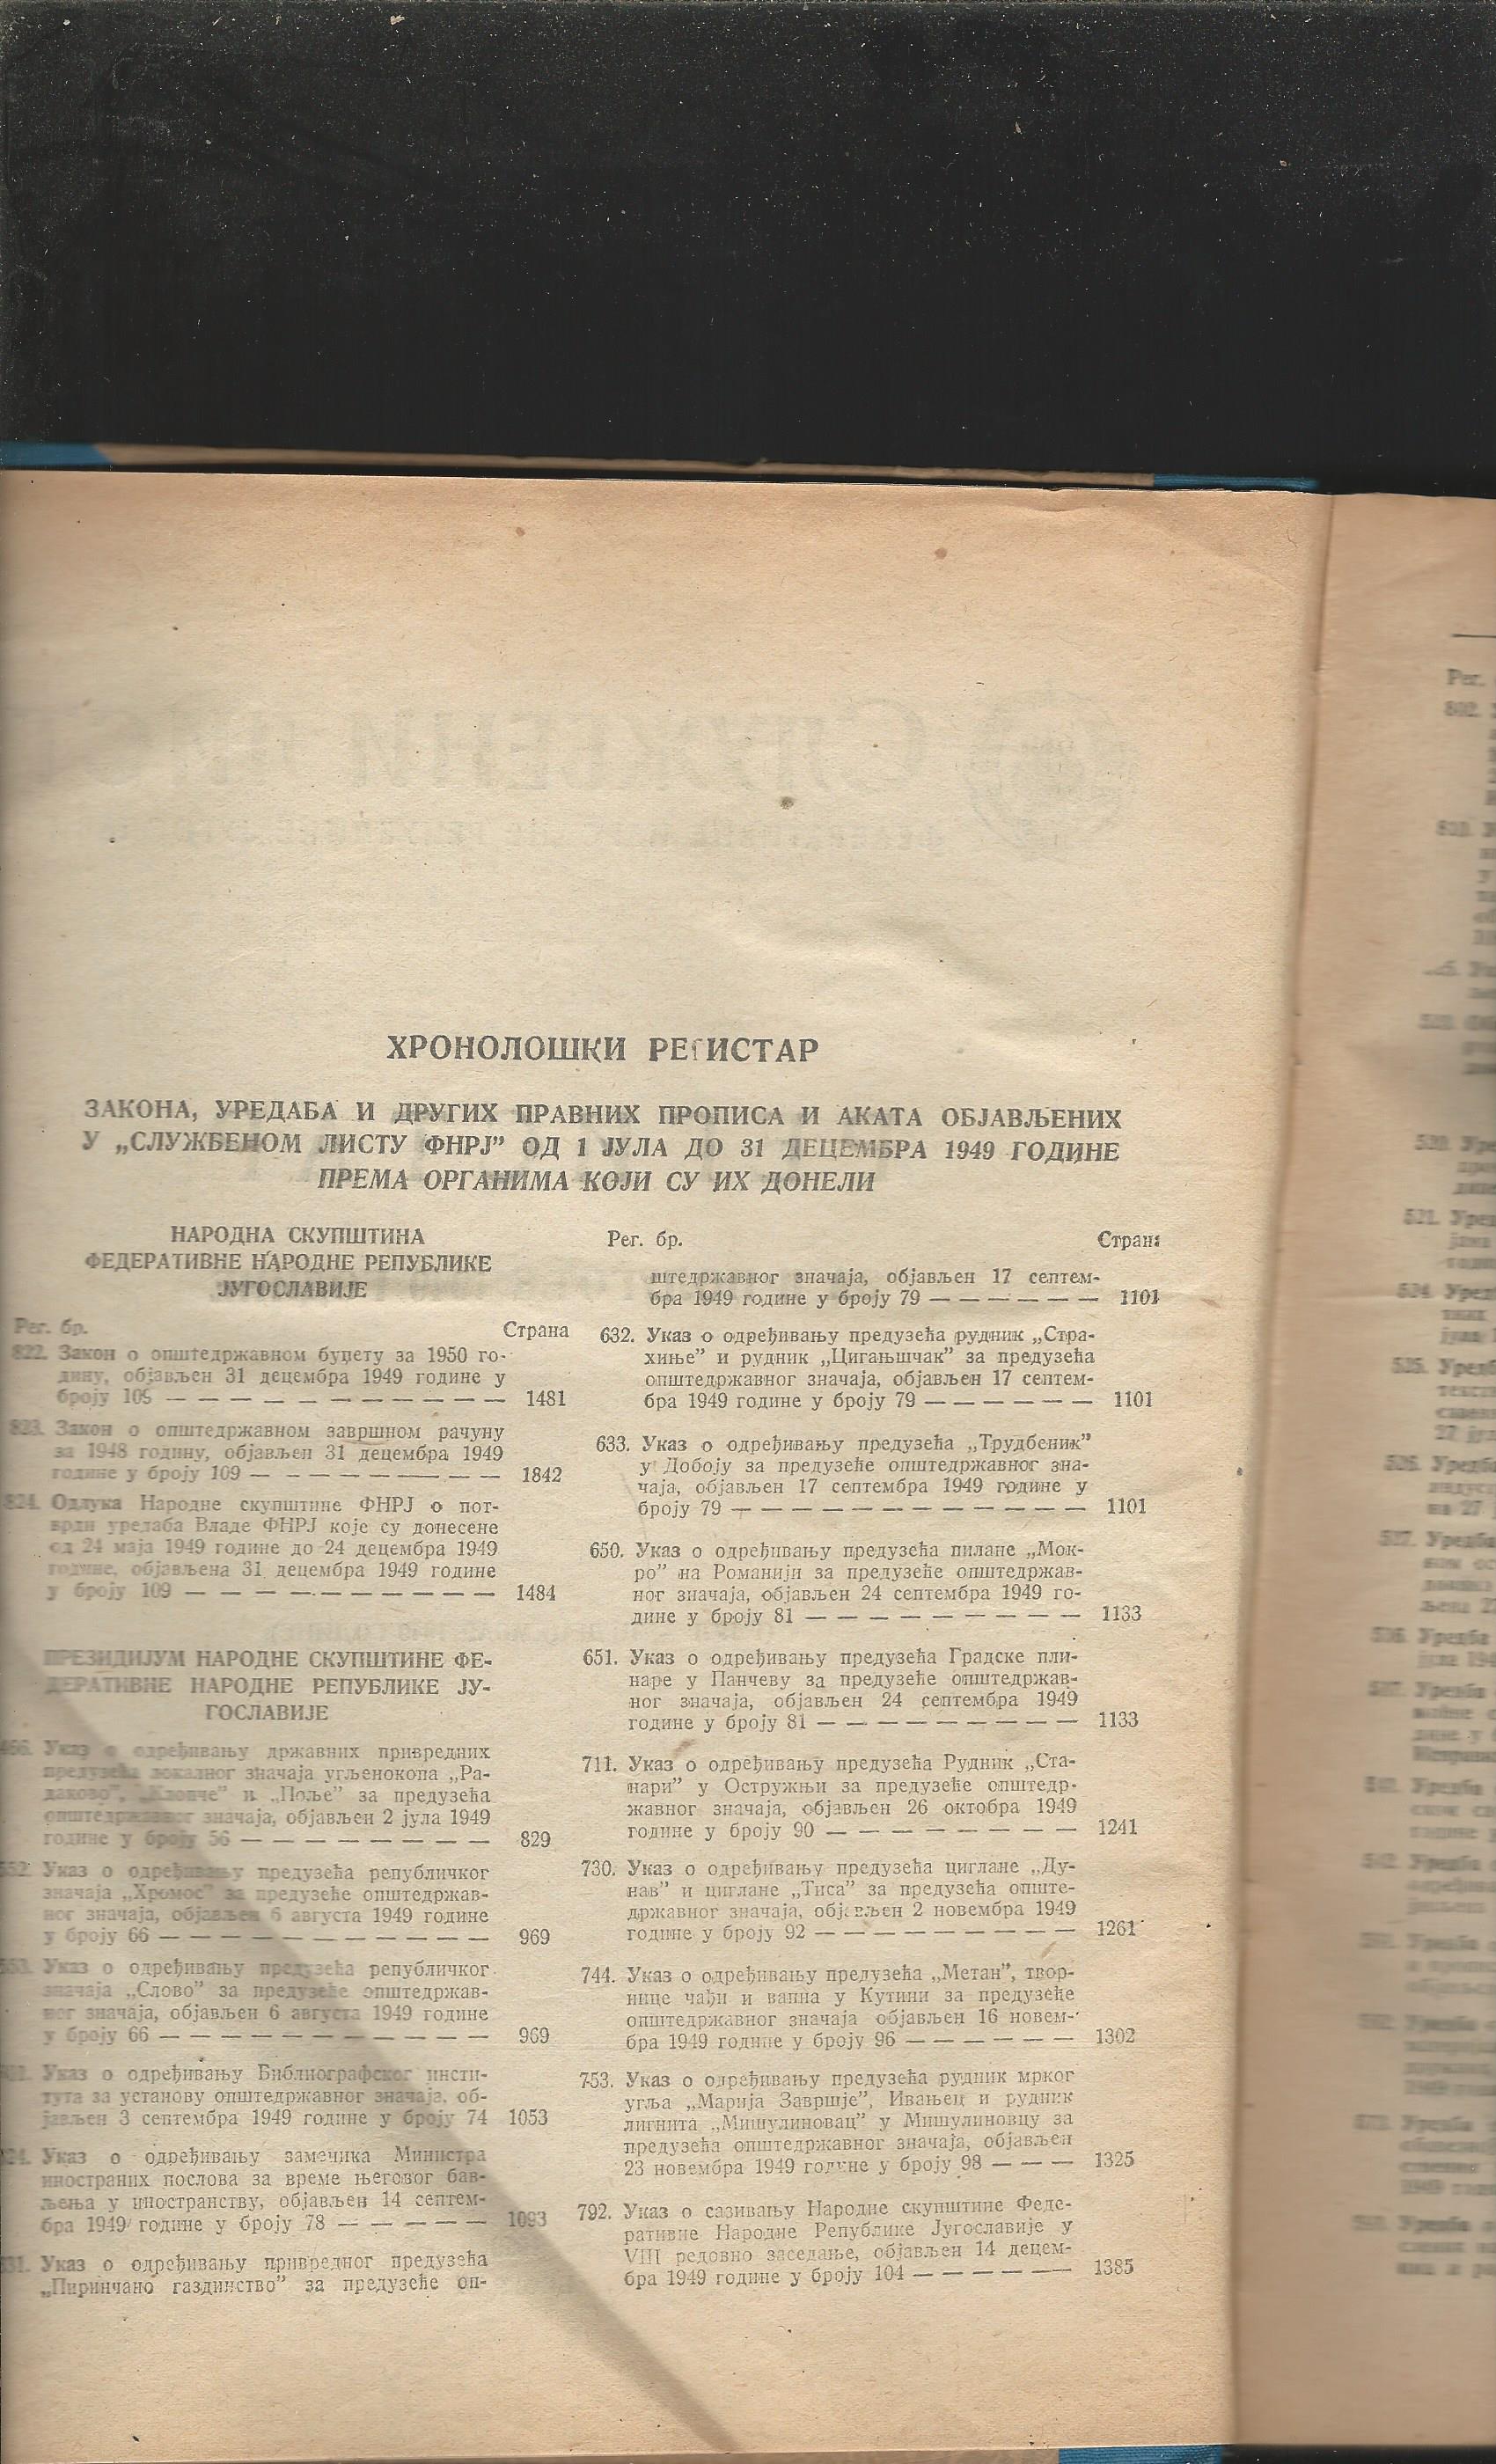 ХРОНОЛОШКИ РЕГИСТАР
ЗАКОНА, УРЕДАБА И ДРУГИХ ПРАВНИХ ПРОПИСА И АКАТА ОБЈАВЉЕНИХ
У „СЛУЖБЕНОМ ЛИСТУ ФНРЈ” ОД 1 ЈУЛА ДО 31 ДЕЦЕМБРА 1949 ГОДИНЕ
ПРЕМА ОРГАНИМА КОЈИ СУ ИХ ДОНЕЛИ
НАРОДНА СКУПШТИНА
ФЕДЕРАТИВНЕ НАРОДНЕ РЕПУБЛИКЕ
ЈУГОСЛАВИЈЕ
Рег. бр. Страна
822. Закон о општедржавном буџету за 1950 го-
дину, објављен 31 децембра 1949 године у
броју 109 — — — — — — — — — — — 1481
823. Закон о општедржавном завршном рачуну
за 1948 годину, објављен 31 децембра 1949
године у броју 109 — — — — — — — — — 1842
824. Одлука Народне скупштине ФНРЈ о пот-
врди уредаба Владе ФНРЈ које су донесене
од 24 маја 1949 године до 24 децембра 1949
године, објављена 31 децембра 1949 године
у броју 109 — — — — — — — — — — 1484
ПРЕЗИДИЈУМ НАРОДНЕ СКУПШТИНЕ ФЕ-
ДЕРАТИВНЕ НАРОДНЕ РЕПУБЛИКЕ ЈУ-
ГОСЛАВИЈЕ
Указ о одређивању државних привредних
предузећа локалног значаја угљенокопа „Ра-
даково”, и „Поље” за предузећа
општедржавног значаја, објављен 2 јула 1949
године у броју 56 — — — — — — — — — 829
Указ о одређивању предузећа републичког
значаја „Хромос” за предузеће општедржав-
ног значаја, објављен 6 августа 1949 године
у броју 66 — — — — — — — — — — — 969
Указ о одређивању предузећа републичког
значаја „Слово” за предузеће општедржав-
ног значаја, објављен 6 августа 1949 године
у броју 66 — — — — — — — — — — — 969
Указ о одређивању Библиографског инсти-
тута за установу општедржавног значаја, об-
јављен 3 септембра 1949 године у броју 74 1053
Указ о одређивању заменика Министра
иностраних послова за време његовог бав-
љења у иностранству, објављен 14 септем-
бра 1949 године у броју 78 — — — — — 1093
Указ о одређивању привредног предузећа
„Пиринчано газдинство” за предузеће оп-
Рег. бр. Страна
штедржавног значаја, објављен 17 септем-
бра 1949 године у броју 79 — — — — — — 1101
632. Указ о одређивању предузећа рудник „Стра-
хиње” и рудник „Цигањшчак” за предузећа
општедржавног значаја, објављен 17 септем-
бра 1949 године у броју 79 — — — — — — 1101
633. Указ о одређивању предузећа „Трудбеник”
у Добоју за предузеће општедржавног зна-
чаја, објављен 17 септембра 1949 године у
броју 79 — — — — — — — — — — — — 1101
650. Указ о одређивању предузећа пилане „Мок-
ро” на Романији за предузеће општедржав-
ног значаја, објављен 24 септембра 1949 го-
дине у броју 81 — — — — — — — — — 1133
651. Указ о одређивању предузећа Градске пли-
наре у Панчеву за предузеће општедржав-
ног значаја, објављен 24 септембра 1949
године у броју 81 — — — — — — — — — 1133
711. Указ о одређивању предузећа Рудник „Ста-
нари” у Остружњи за предузеће општедр-
жавног значаја, објављен 26 октобра 1949
године у броју 90 — — — — — — — — — 1241
730. Указ о одређивању предузећа циглане „Ду-
нав” и циглане „Тиса” за предузећа опште-
државног значаја, објављен 2 новембра 1949
године у броју 92 — — — — — — — — — 1261
744. Указ о одређивању предузећа „Метан”, твор-
нице чађи и вапна у Кутини за предузеће
општедржавног значаја објављен 16 новем-
бра 1949 године у броју 96 — — — — — — 1302
753. Указ о одређивању предузећа рудник мрког
угља „Марија Завршје”, Ивањец и рудник
лигнита „Мишулиновац” у Мишулиновцу за
предузећа општедржавног значаја, објављен
23 новембра 1949 године у броју 98 — — — 1325
792. Указ о сазивању Народне скупштине Феде-
ративне Народне Републике Југославије у
VIII редовно заседање, објављен 14 децем-
бра 1949 године у броју 104 — — — — — — 1385